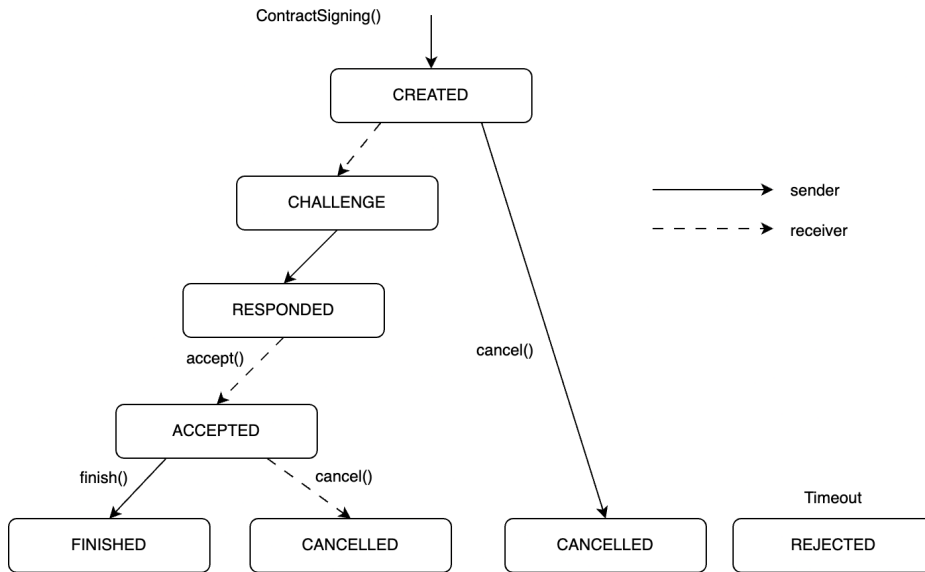 ContractSigning()
CREATED
CHALLENGE
sender
receiver
RESPONDED
accept()
cancel()
ACCEPTED
finish()
cancel()
Timeout
FINISHED
CANCELLED
CANCELLED
REJECTED